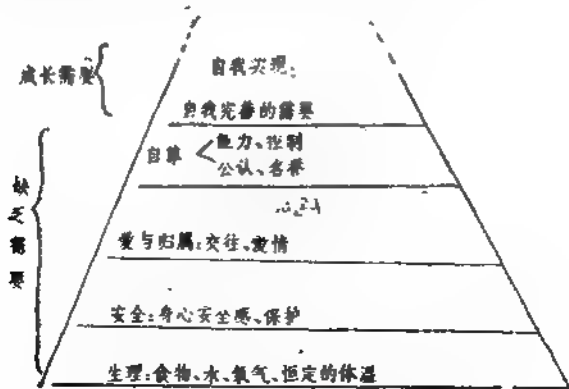 成长需要
自我实现:
自我完善的需要
自尊
能力、控制
公认、名誉
缺乏需要
爱与归属:交往、爱情
安全:身心安全感、保护
生理:食物、水、氧气、恒定的体温